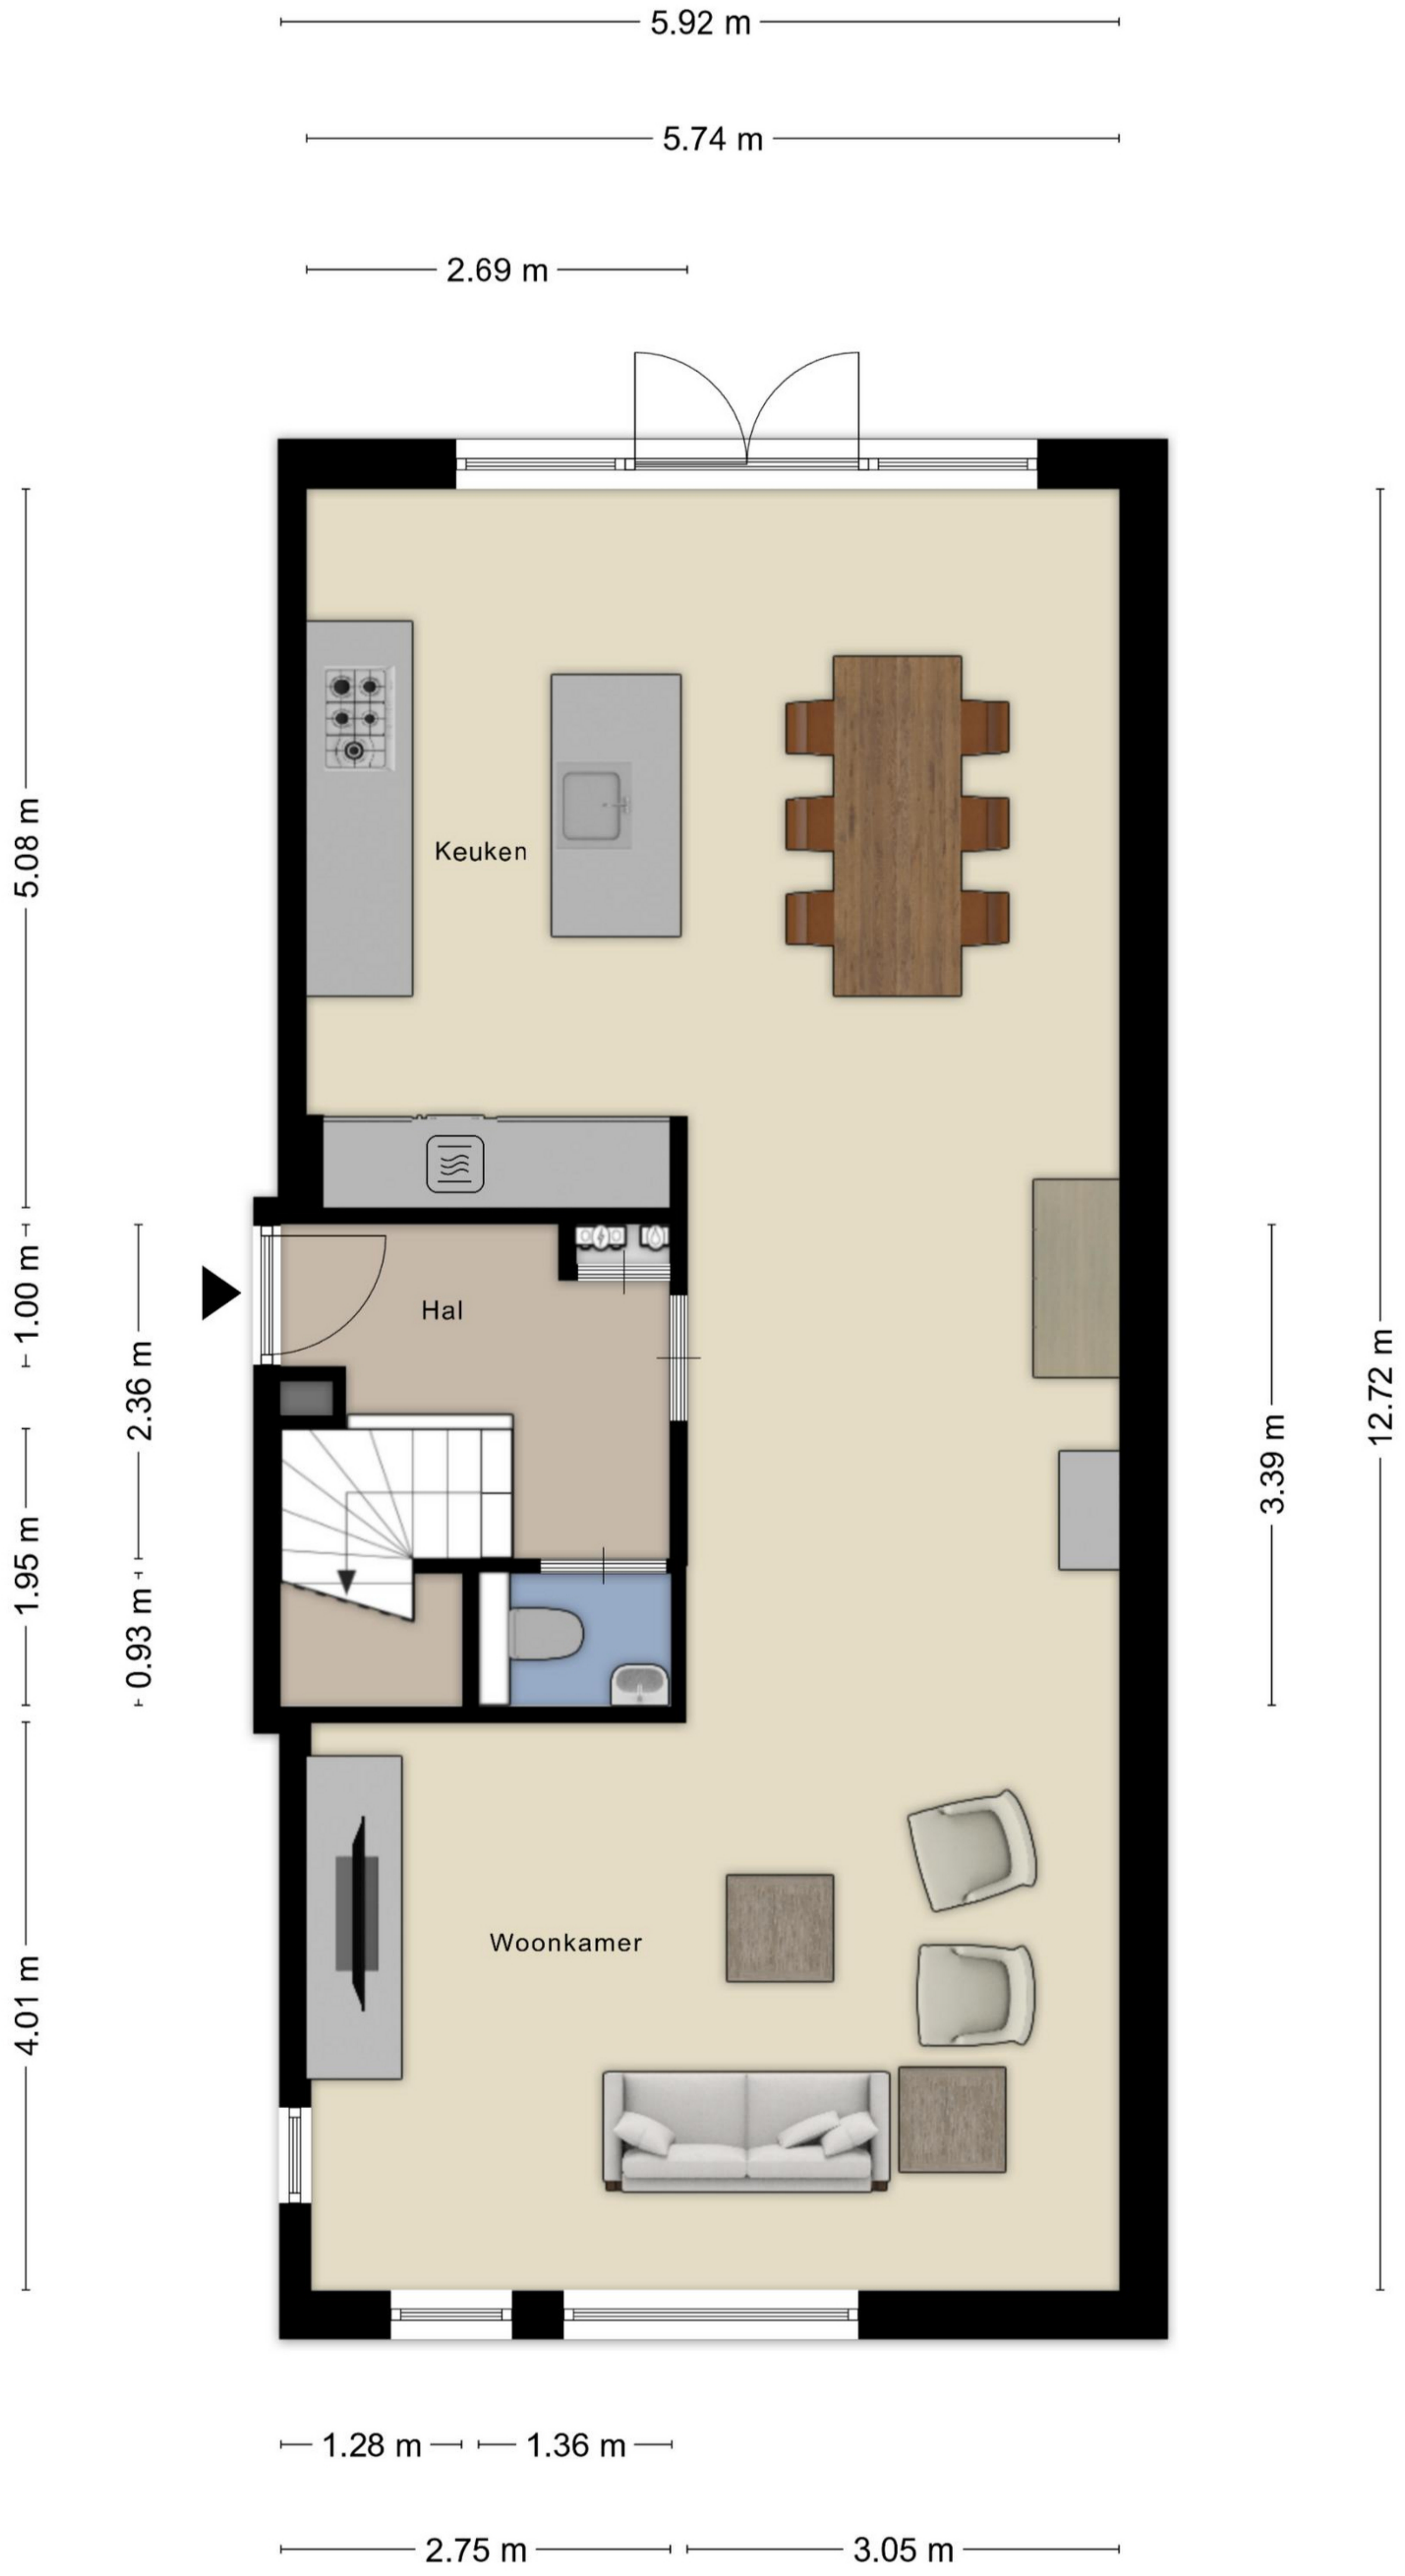 5.92 m
5.74 m
2.69 m
5.08 m
Keuken
1.00 m
Hal
2.36 m
12.72 m
3.39 m
1.95 m
0.93 m
Woonkamer
4.01 m
1.28 m
1.36 m
2.75 m
3.05 m